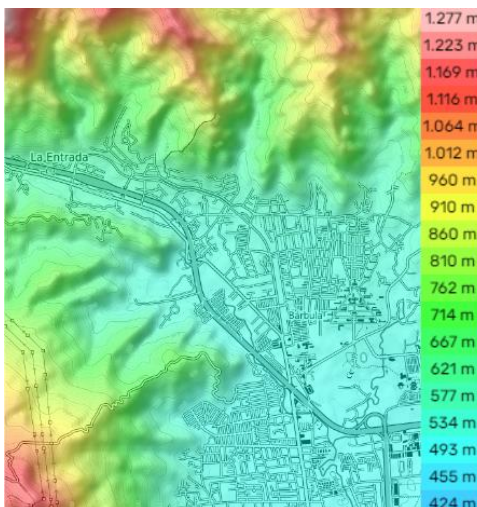 1.277 m
1.223 m
1.169 m
1.116 m
1.064 m
1.012 m
960 m
910 m
860 m
810 m
762 m
714 m
667 m
621 m
577 m
534 m
493 m
455 m
424 m
La Entrada
Bárbula